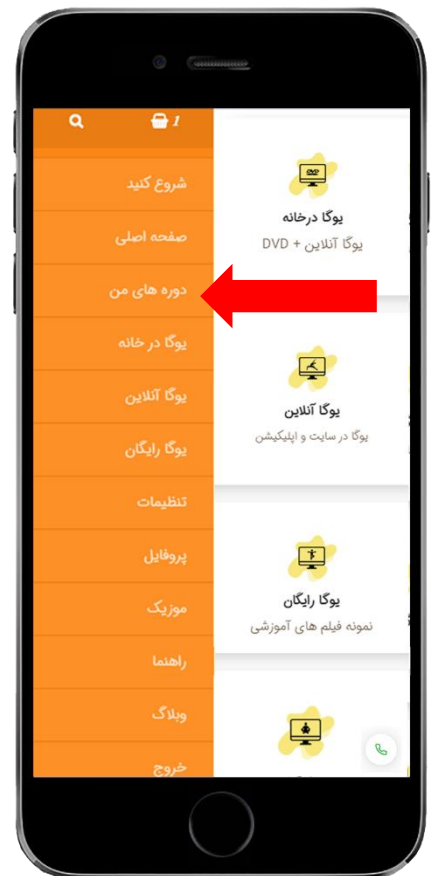 1
شروع کنید
صفحه اصلی
دوره های من
یوگا در خانه
یوگا آنلاین
یوگا رایگان
تنظیمات
پروفایل
موزیک
راهنما
وبلاگ
خروج
DVD
یوگا درخانه
یوگا آنلاین + DVD
یوگا آنلاین
یوگا در سایت و اپلیکیشن
یوگا رایگان
نمونه فیلم های آموزشی